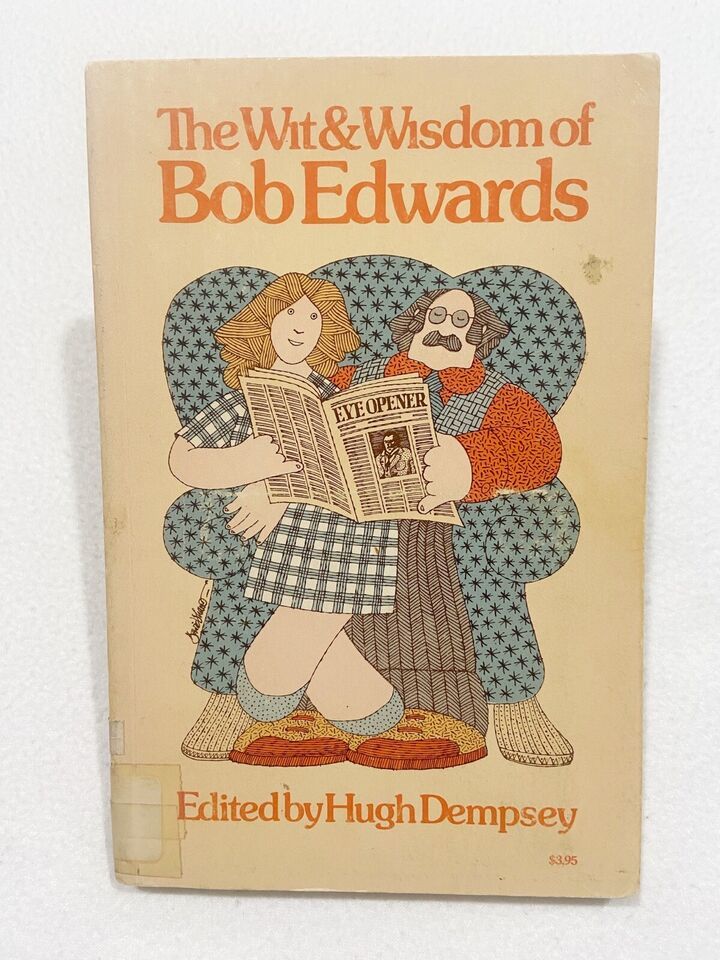 The Wit & Wisdom of
Bob Edwards
EYE OPENER
Edited by Hugh Dempsey
$3.95